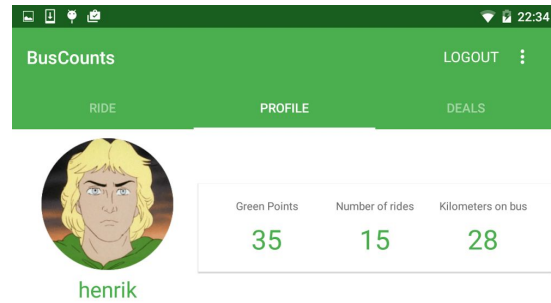 22:34
BusCounts LOGOUT
RIDE PROFILE DEALS
Green Points Number of rides Kilometers on bus
35 15 28
henrik